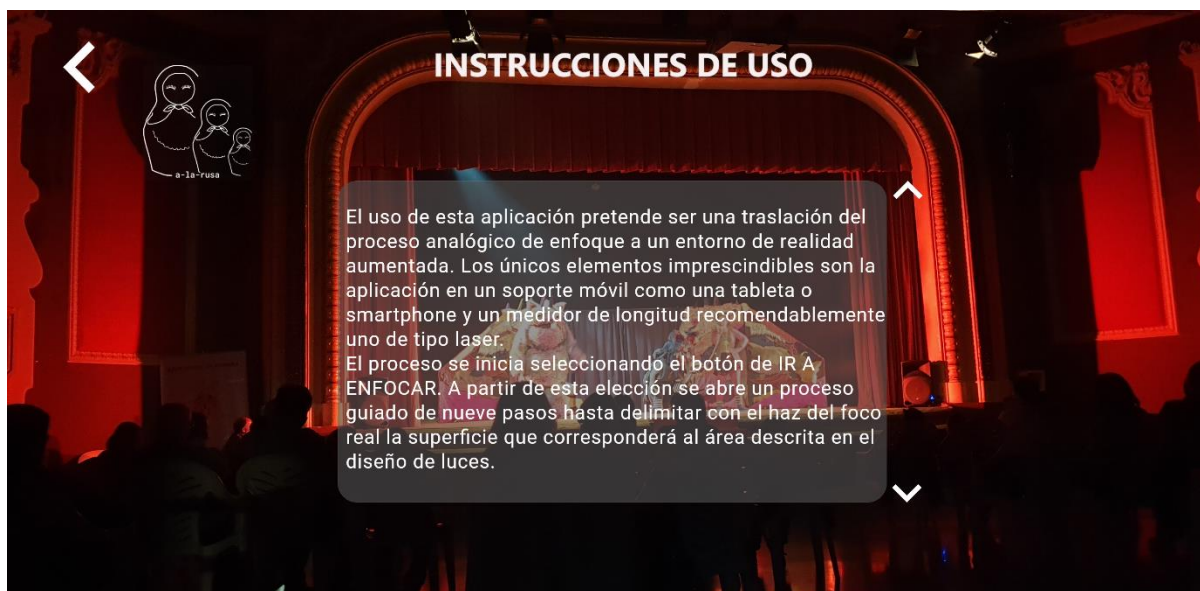 INSTRUCCIONES DE USO
a-la-rusa
El uso de esta aplicación pretende ser una traslación del
proceso analógico de enfoque a un entorno de realidad
aumentada. Los únicos elementos imprescindibles son la
aplicación en un soporte móvil como una tableta o
smartphone y un medidor de longitud recomendablemente
uno de tipo laser.
El proceso se inicia seleccionando el botón de IR A
ENFOCAR. A partir de esta elección se abre un proceso
guiado de nueve pasos hasta delimitar con el haz del foco
real la superficie que corresponderá al área descrita en el
diseño de luces.